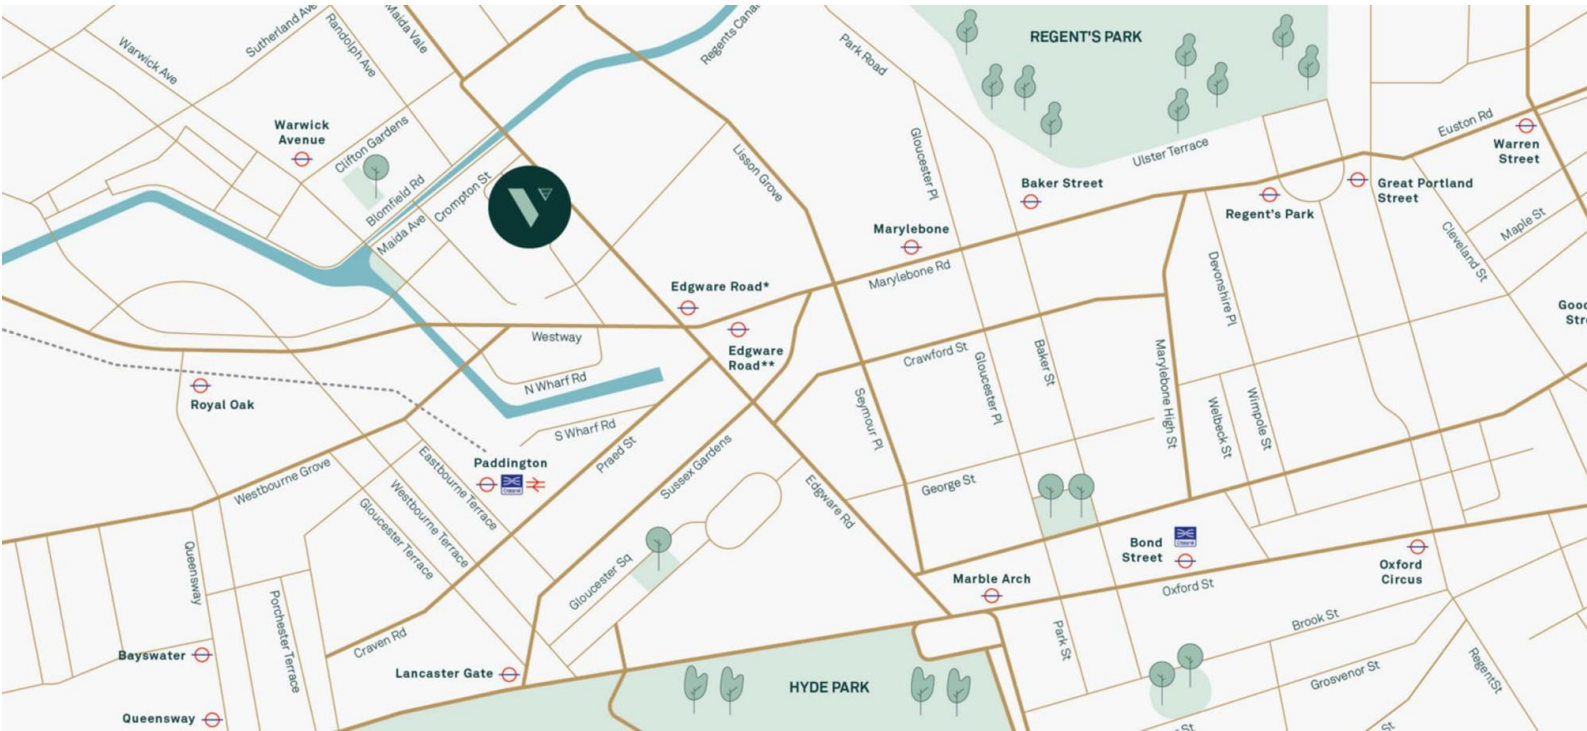 Warwick Ave
Sutherland Ave
Randolph Ave
Maida Vale
Regents Canal
Park Road
REGENT'S PARK
Euston Rd
Warren
Street
Ulster Terrace
Warwick
Avenue
Clifton Gardens
Blomfield Rd
Crompton St
Maida Ave
Lisson Grove
Gloucester Pl
Baker Street
Great Portland
Street
Regent's Park
Maple St
Cleveland St
Marylebone
Marylebone Rd
Devonshire Pl
Edgware Road*
Edgware
Road**
Westway
N Wharf Rd
S Wharf Rd
Crawford St
Gloucester Pl
Baker St
Marylebone High St
Welbeck St
Wimpole St
Goo
Str
Royal Oak
Paddington
Crossrail
Praed St
Sussex Gardens
Seymour Pl
Edgware Rd
George St
Westbourne Grove
Eastbourne Terrace
Westbourne Terrace
Gloucester Terrace
Gloucester Sq
Queensway
Porchester Terrace
Craven Rd
Bayswater
Queensway
Lancaster Gate
HYDE PARK
Marble Arch
Bond
Street
Crossrail
Oxford St
Oxford
Circus
Park St
Brook St
Grosvenor St
Regent St
St
St